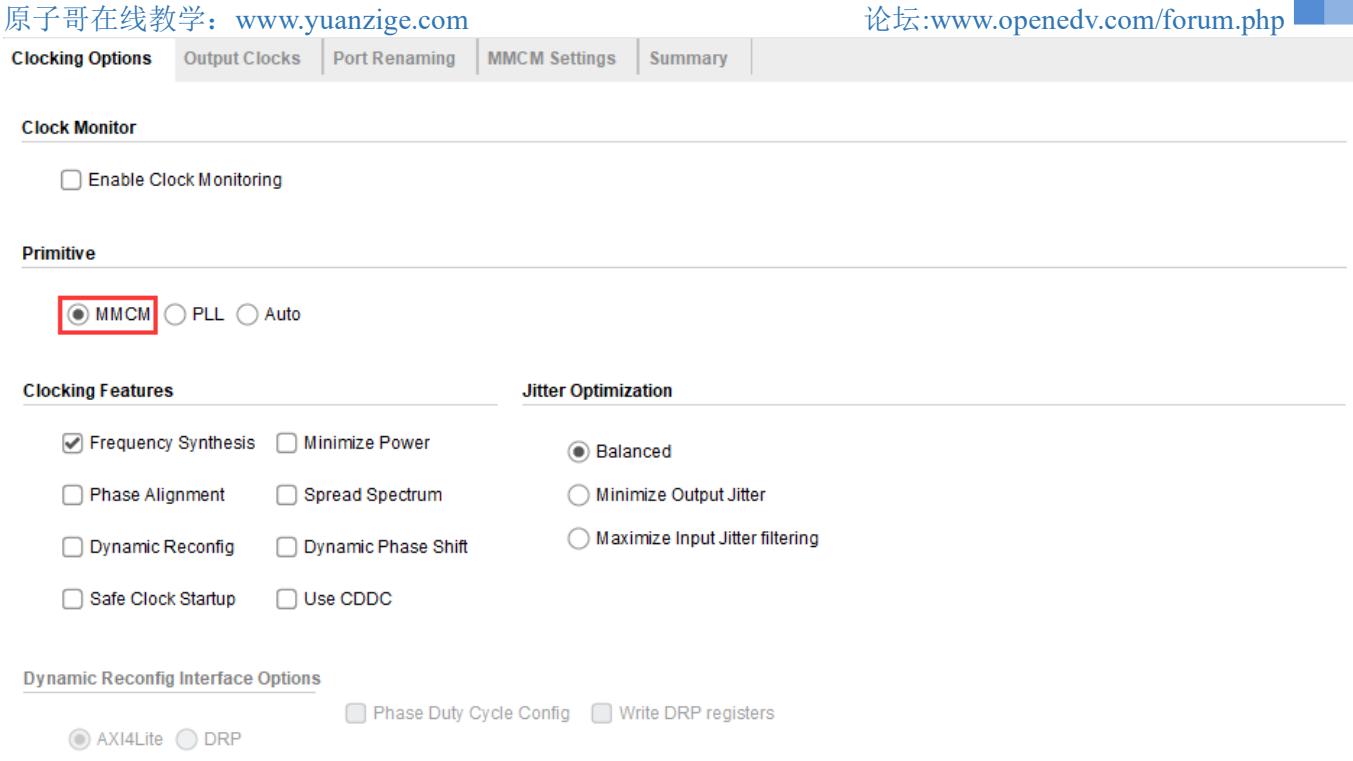 原子哥在线教学：www.yuanzige.com 论坛:www.openedv.com/forum.php
Clocking Options Output Clocks Port Renaming MMCM Settings Summary
Clock Monitor
Enable Clock Monitoring
Primitive
MMCM PLL Auto
Clocking Features
Frequency Synthesis Minimize Power
Phase Alignment Spread Spectrum
Dynamic Reconfig Dynamic Phase Shift
Safe Clock Startup Use CDDC
Jitter Optimization
Balanced
Minimize Output Jitter
Maximize Input Jitter filtering
Dynamic Reconfig Interface Options
Phase Duty Cycle Config Write DRP registers
AXI4Lite DRP